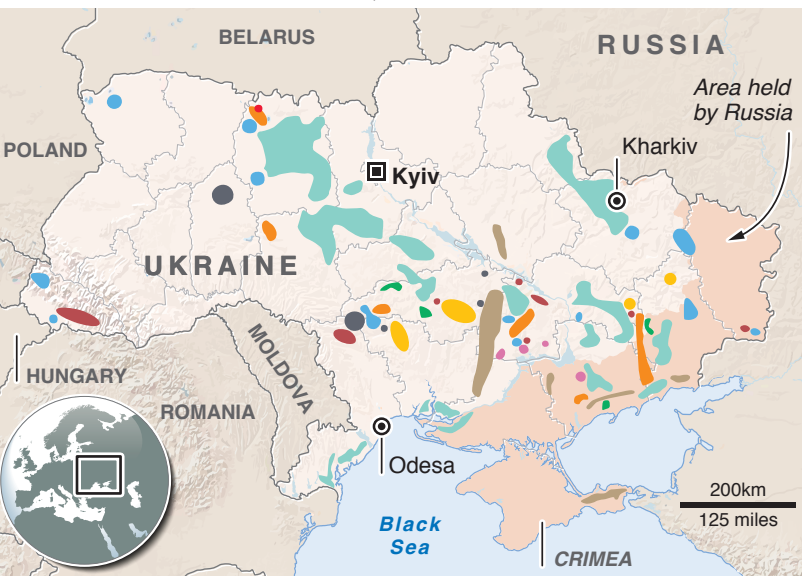 BELARUS
RUSSIA
Area held
by Russia
POLAND
Kharkiv
Kyiv
UKRAINE
MOLDOVA
HUNGARY
ROMANIA
Odesa
200km
125 miles
Black
Sea
CRIMEA